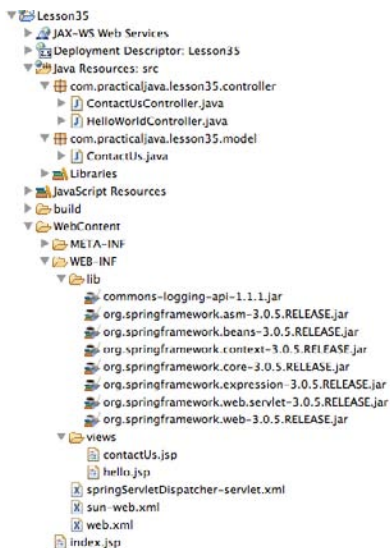 Lesson35
JAX-WS Web Services
Deployment Descriptor: Lesson35
Java Resources: src
com.practicaljava.lesson35.controller
ContactUsController.java
HelloWorldController.java
com.practicaljava.lesson35.model
ContactUs.java
Libraries
JavaScript Resources
build
WebContent
META-INF
WEB-INF
lib
commons-logging-api-1.1.1.jar
org.springframework.asm-3.0.5.RELEASE.jar
org.springframework.beans-3.0.5.RELEASE.jar
org.springframework.context-3.0.5.RELEASE.jar
org.springframework.core-3.0.5.RELEASE.jar
org.springframework.expression-3.0.5.RELEASE.jar
org.springframework.web.servlet-3.0.5.RELEASE.jar
org.springframework.web-3.0.5.RELEASE.jar
views
contactUs.jsp
hello.jsp
springServletDispatcher-servlet.xml
sun-web.xml
web.xml
index.jsp